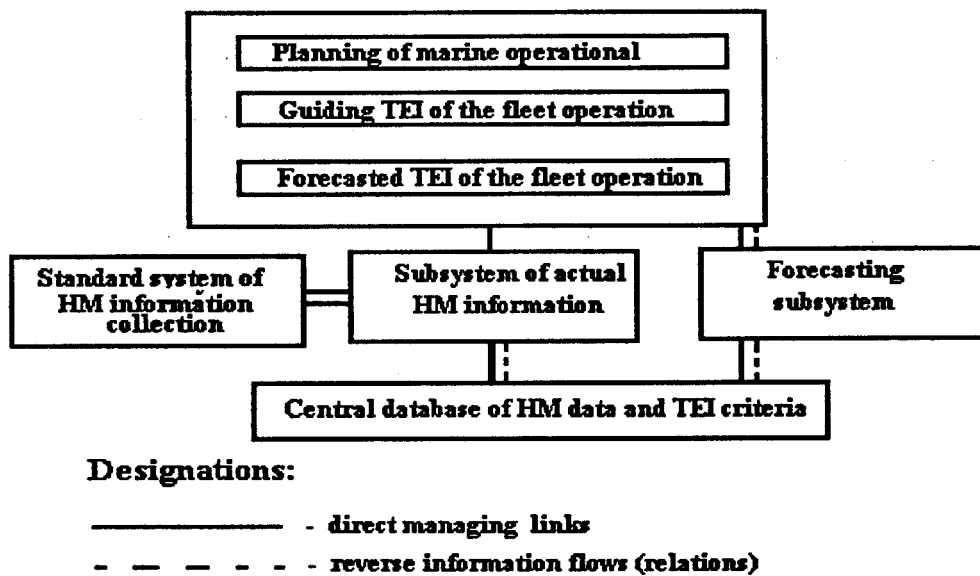 Planning of marine operational
Guiding TEI of the fleet operation
Forecasted TEI of the fleet operation
Standard system of
HM information
collection
Subsystem of actual
HM information
Forecasting
subsystem
Central database of HM data and TEI criteria
Designations:
- direct managing links
- reverse information flows (relations)